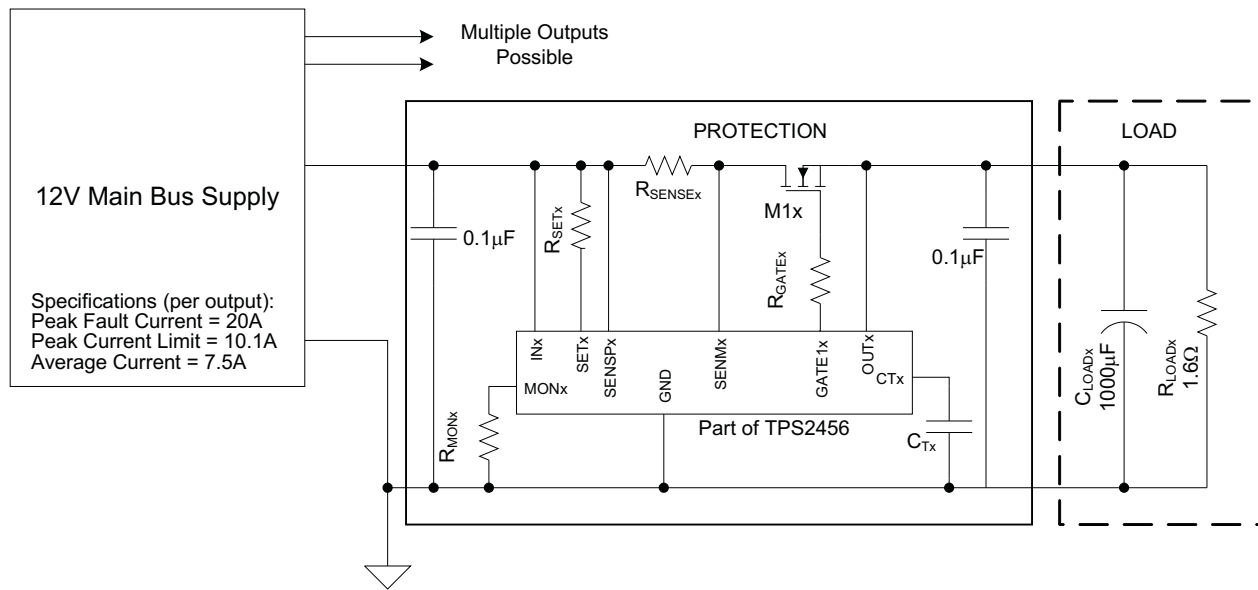 Multiple Outputs
Possible
PROTECTION
LOAD
12V Main Bus Supply
RSENSEx
M1x
0.1μF
RSETx
RGATEx
0.1μF
Specifications (per output):
Peak Fault Current = 20A
Peak Current Limit = 10.1A
Average Current = 7.5A
INx
SETx
SENSPx
SENMx
GATE1x
OUTx
CTx
MONx
GND
CLOADx
1000μF
RLOADx
1.6Ω
RMONx
Part of TPS2456
CTx